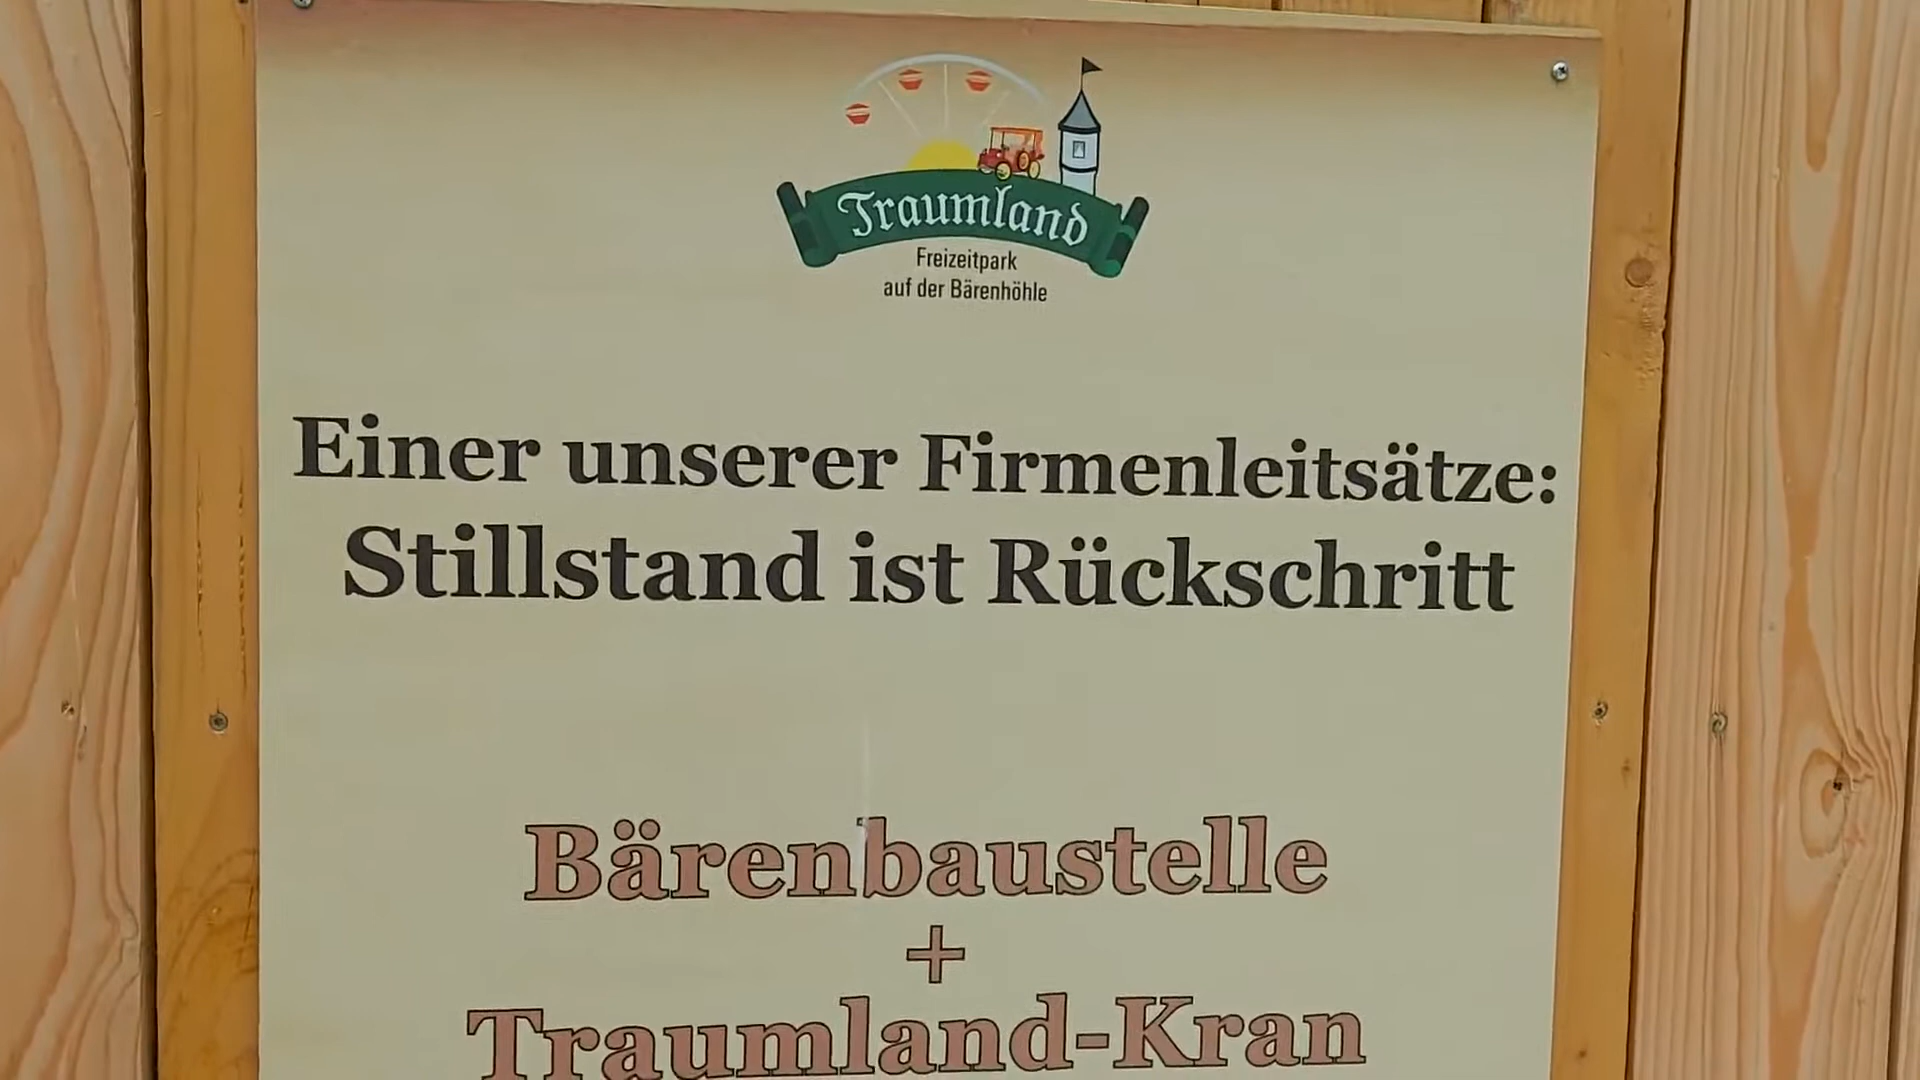 Traumland
Freizeitpark
auf der Bärenhöhle
Einer unserer Firmenleitsätze:
Stillstand ist Rückschritt
Bärenbaustelle
+
Traumland-Kran